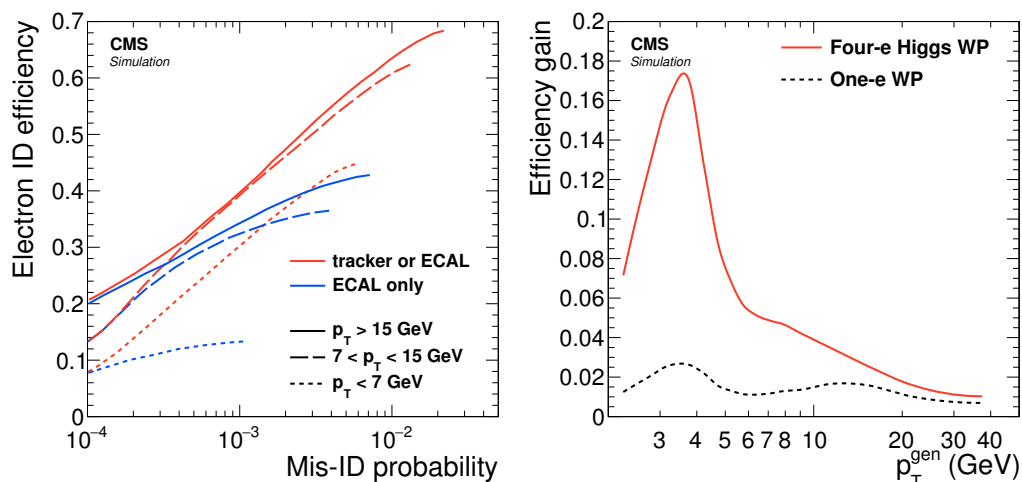 CMS
Simulation
Electron ID efficiency
0.7
0.6
0.5
0.4
0.3
0.2
0.1
0
tracker or ECAL
ECAL only
p_T > 15 GeV
7 < p_T < 15 GeV
p_T < 7 GeV
10⁻⁴ 10⁻³ 10⁻²
Mis-ID probability
CMS
Simulation
Four-e Higgs WP
One-e WP
Efficiency gain
0.2
0.18
0.16
0.14
0.12
0.1
0.08
0.06
0.04
0.02
0
3 4 5 6 7 8 10 20 30 40
p_T^gen (GeV)